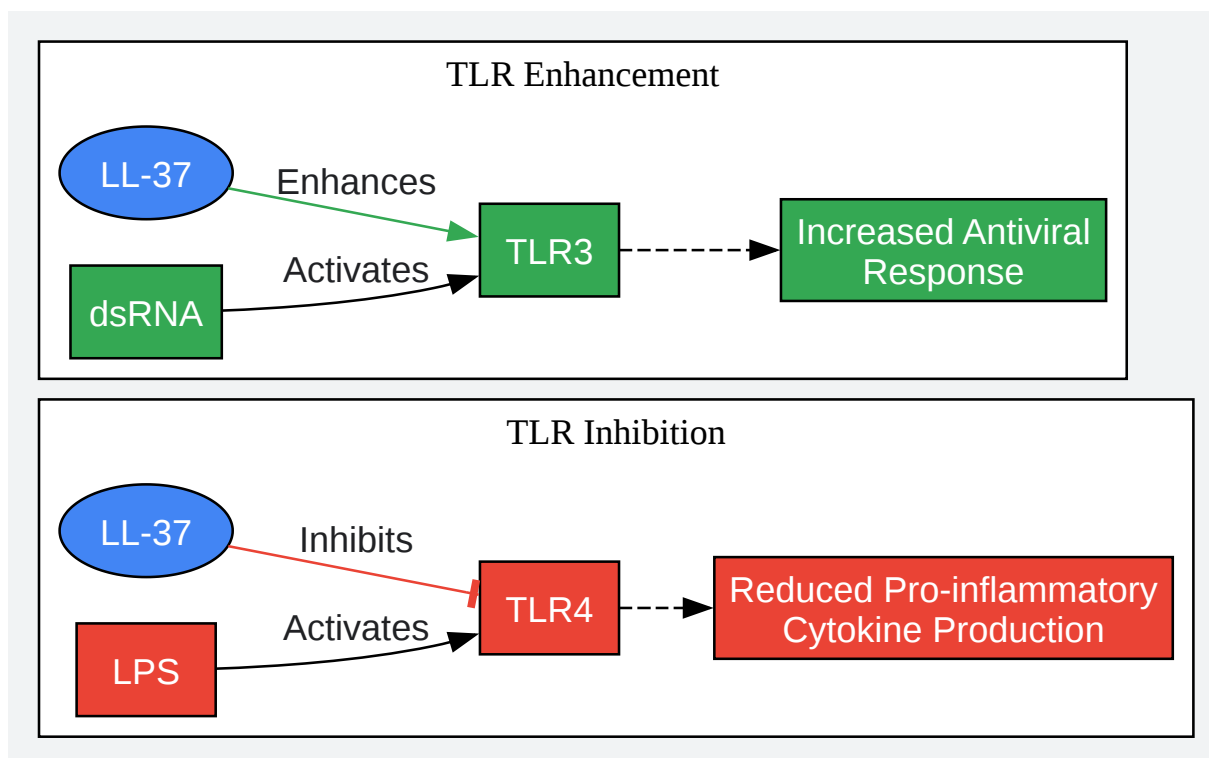 TLR Enhancement
LL-37
Enhances
dsRNA
Activates
TLR3
Increased Antiviral
Response
TLR Inhibition
LL-37
Inhibits
LPS
Activates
TLR4
Reduced Pro-inflammatory
Cytokine Production